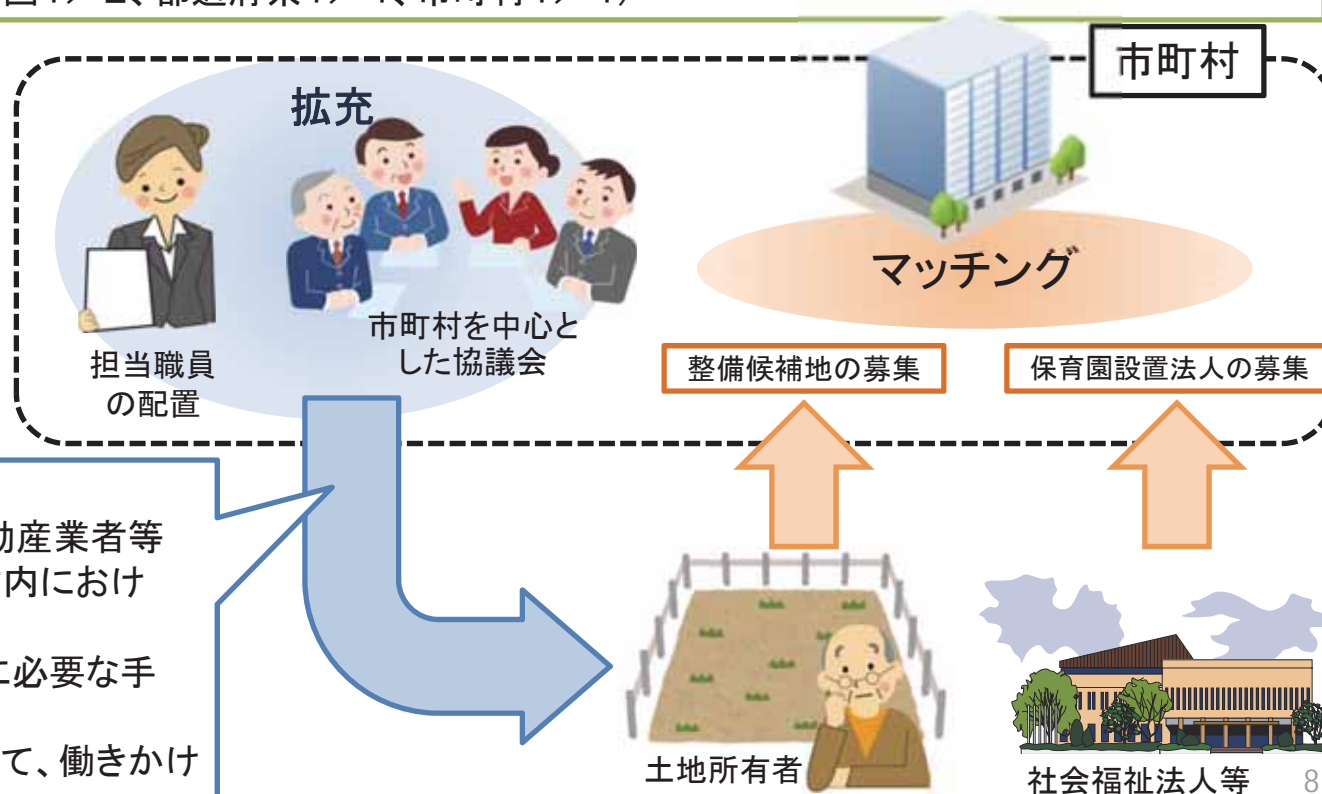 市町村
拡充
担当職員
の配置
市町村を中心と
した協議会
マッチング
整備候補地の募集
保育園設置法人の募集
動産業者等
内におけ
に必要な手
て、働きかけ
土地所有者
社会福祉法人等
8